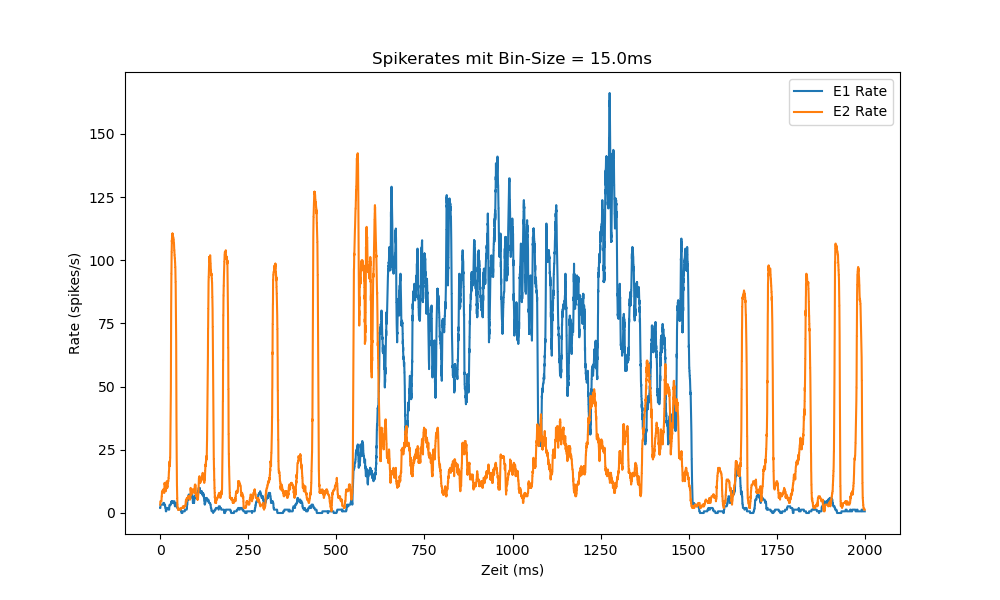 Spikerates mit Bin-Size = 15.0ms
E1 Rate
E2 Rate
Rate (spikes/s)
150
125
100
75
50
25
0
0 250 500 750 1000 1250 1500 1750 2000
Zeit (ms)